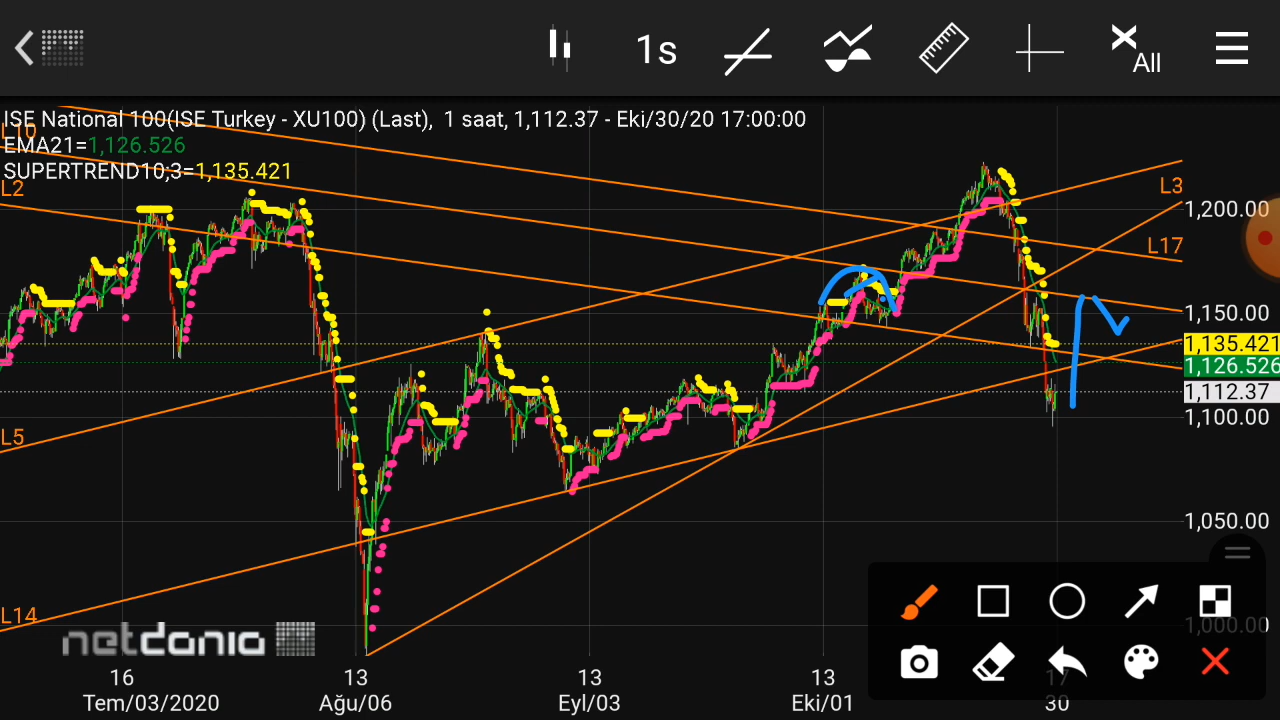 1s
All
ISE National 100(ISE Turkey - XU100) (Last), 1 saat, 1,112.37 - Eki/30/20 17:00:00
EMA21=1,126.526
SUPERTREND10;3=1,135.421
L10
L2
L3
L17
L5
L14
1,200.00
1,150.00
1,135.421
1,126.526
1,112.37
1,100.00
1,050.00
1,000.00
netdania
16 13 13 13 17
Tem/03/2020 Ağu/06 Eyl/03 Eki/01 30